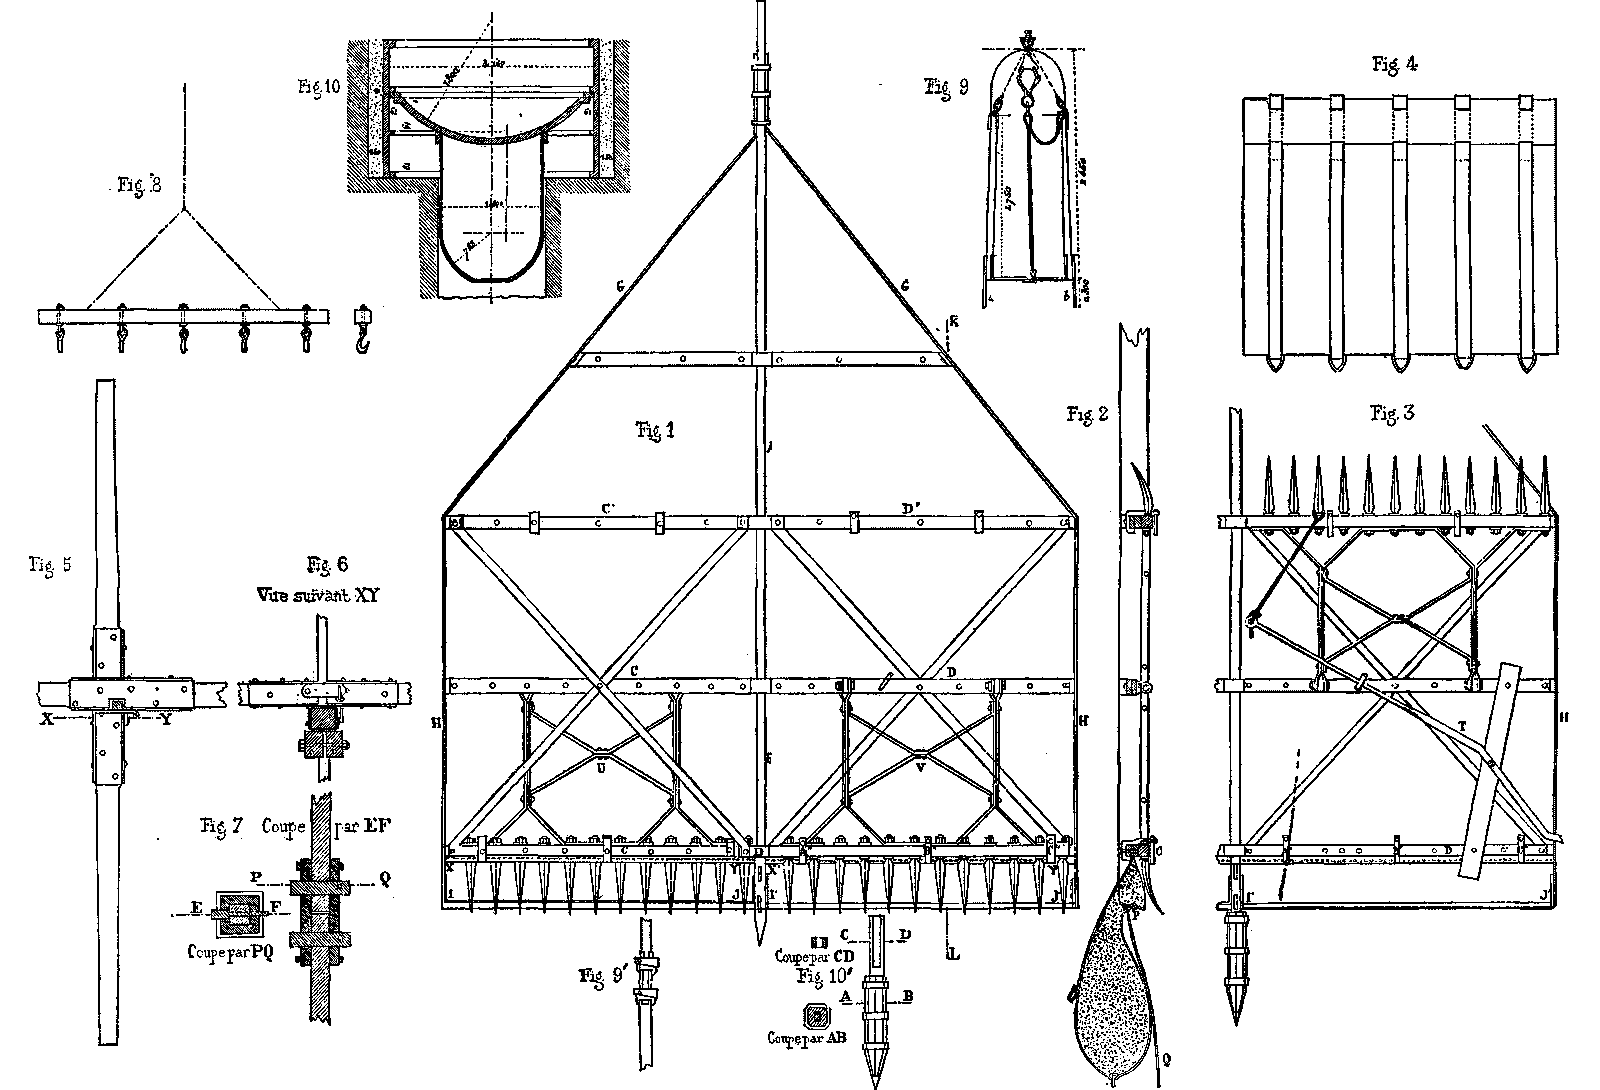 Fig 10
Fig 9
Fig 4
Fig 8
G
G
K
Fig 2
Fig 3
Fig 1
J
C'
D'
Fig 5
Fig 6
Vue suivant XY
C
D
X
Y
H
H
H
T
U
V
Fig 7
Coupe par EF
P
Q
D
D
X
Y
X
Y
I
J
I'
J'
I'
J'
E
F
Coupe par PQ
C
D
L
Coupe par CD
Fig 9'
Fig 10'
A
B
Coupe par AB
P
Q